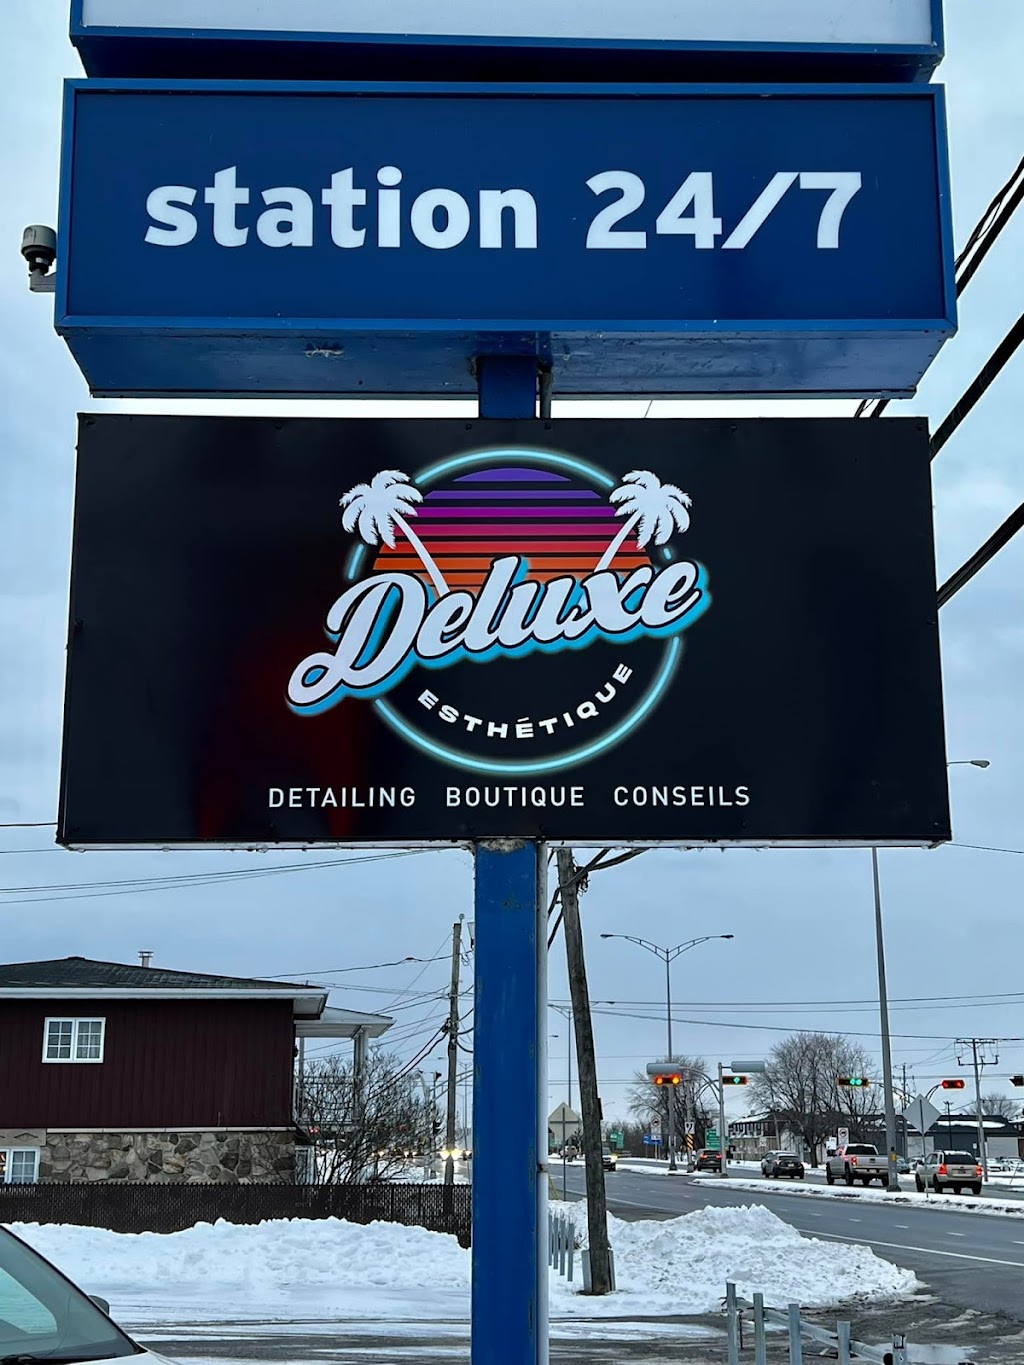 station 24/7
Deluxe
ESTHÉTIQUE
DETAILING BOUTIQUE CONSEILS